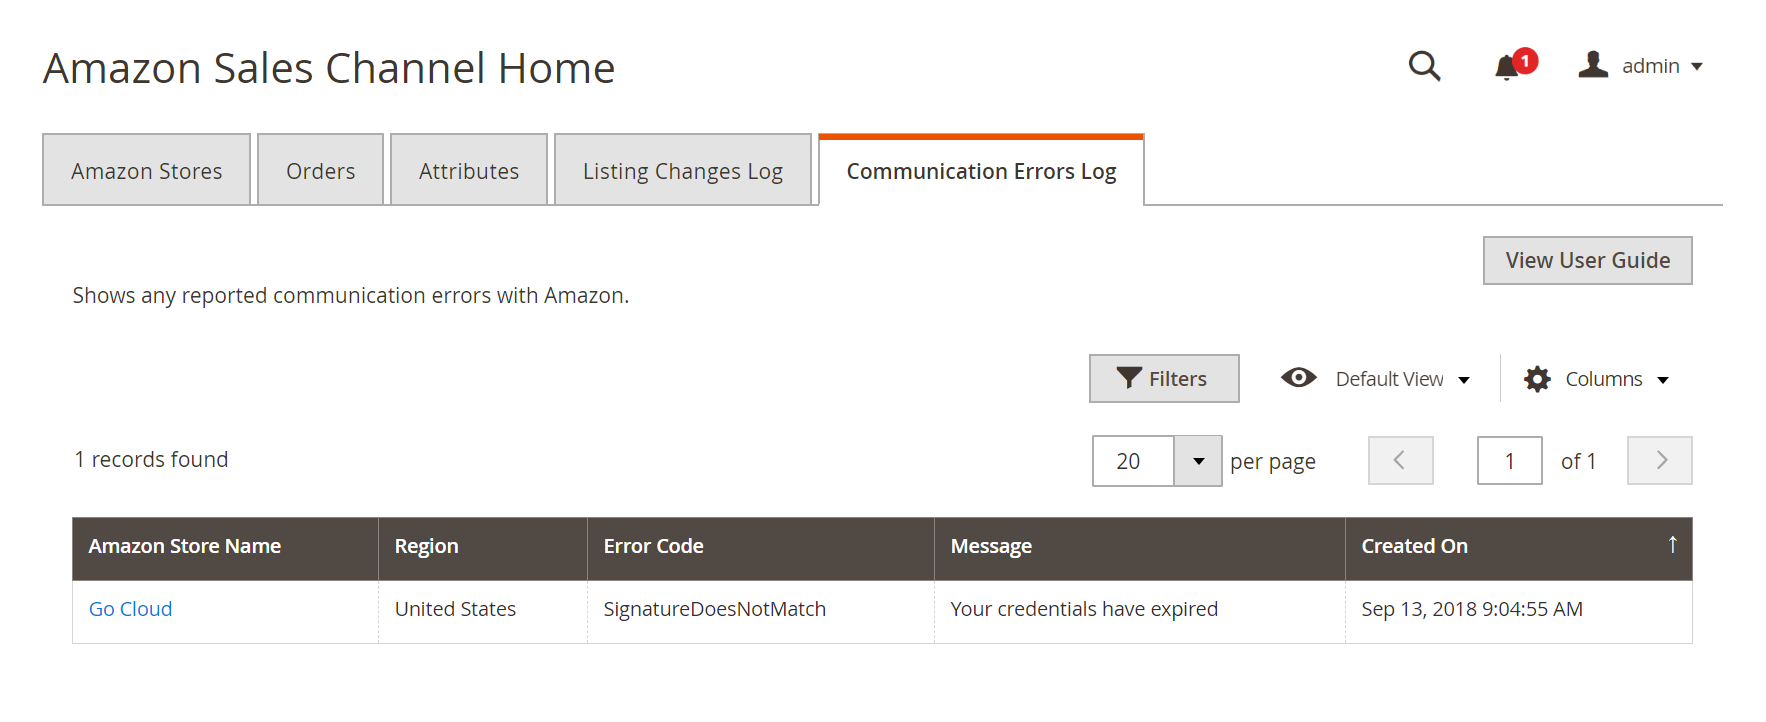 Amazon Sales Channel Home
1
admin
Amazon Stores
Orders
Attributes
Listing Changes Log
Communication Errors Log
View User Guide
Shows any reported communication errors with Amazon.
Filters
Default View
Columns
1 records found
20
per page
1
of 1
Amazon Store Name
Region
Error Code
Message
Created On
Go Cloud
United States
SignatureDoesNotMatch
Your credentials have expired
Sep 13, 2018 9:04:55 AM